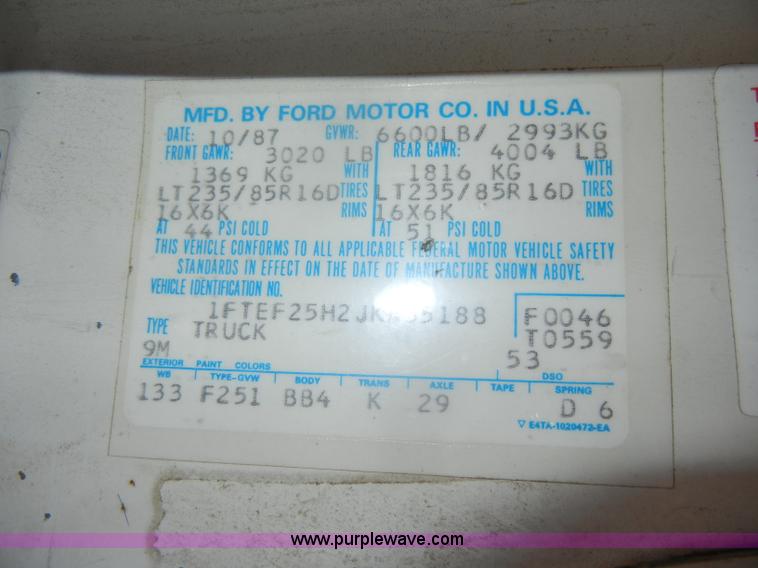 MFD. BY FORD MOTOR CO. IN U.S.A.
DATE: 10/87 GVWR: 6600LB/ 2993KG
FRONT GAWR: 3020 LB REAR GAWR: 4004 LB
1369 KG WITH 1816 KG WITH
LT235/85R16D TIRES LT235/85R16D TIRES
16X6K RIMS 16X6K RIMS
AT 44 PSI COLD AT 51 PSI COLD
THIS VEHICLE CONFORMS TO ALL APPLICABLE FEDERAL MOTOR VEHICLE SAFETY
STANDARDS IN EFFECT ON THE DATE OF MANUFACTURE SHOWN ABOVE.
VEHICLE IDENTIFICATION NO.
F0046
TYPE TRUCK T0559
9M 53
EXTERIOR PAINT COLORS DSO
WB TYPE-GVW BODY TRANS AXLE TAPE SPRING
133 F251 BB4 K 29 D 6
▽ E4TA-1020472-EA
www.purplewave.com